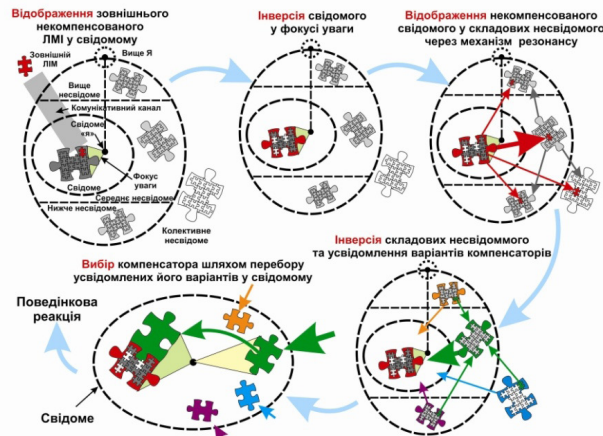 Відображення зовнішнього
некомпенсованого
ЛМІ у свідомому
Зовнішній
ЛІМ
Вище Я
Вище
несвідоме
Комунікативний канал
Свідоме
«я»
Свідоме
Фокус
уваги
Середнє несвідоме
Нижче несвідоме
Колективне
несвідоме
Інверсія свідомого
у фокусі уваги
Відображення некомпенсованого
свідомого у складових несвідомого
через механізм резонансу
Інверсія складових несвідоммого
та усвідомлення варіантів компенсаторів
Вибір компенсатора шляхом перебору
усвідомлених його варіантів у свідомому
Поведінкова
реакція
Свідоме